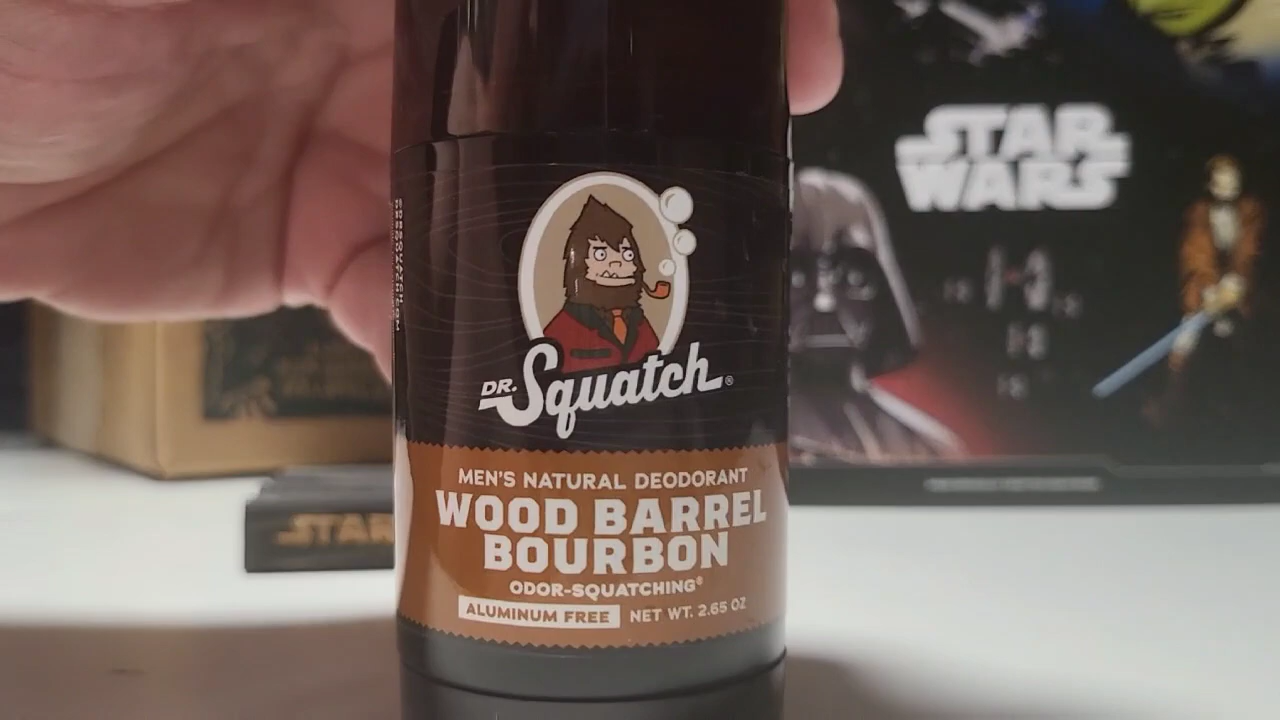 STAR
WARS
DR. Squatch®
MEN'S NATURAL DEODORANT
WOOD BARREL
BOURBON
ODOR-SQUATCHING®
ALUMINUM FREE NET WT. 2.65 OZ
STAR